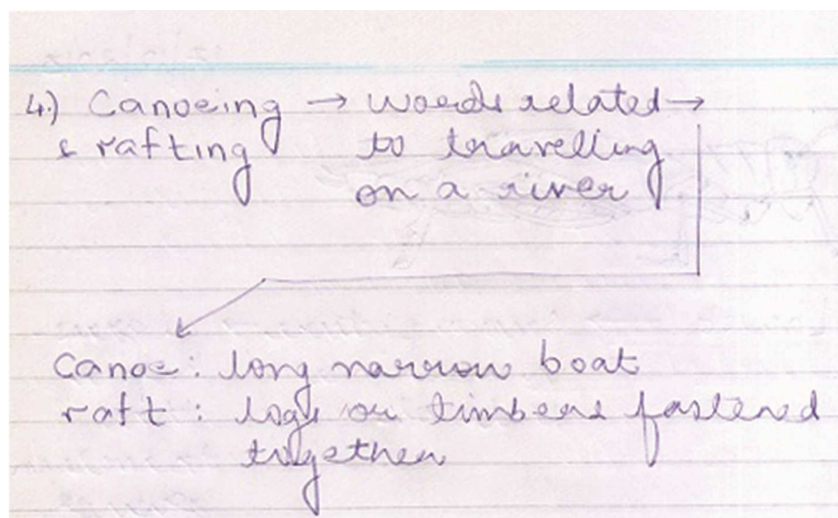 4.) Canoeing → words related →
& rafting to travelling
on a river
Canoe: long narrow boat
raft : logs or timbers fastened
together